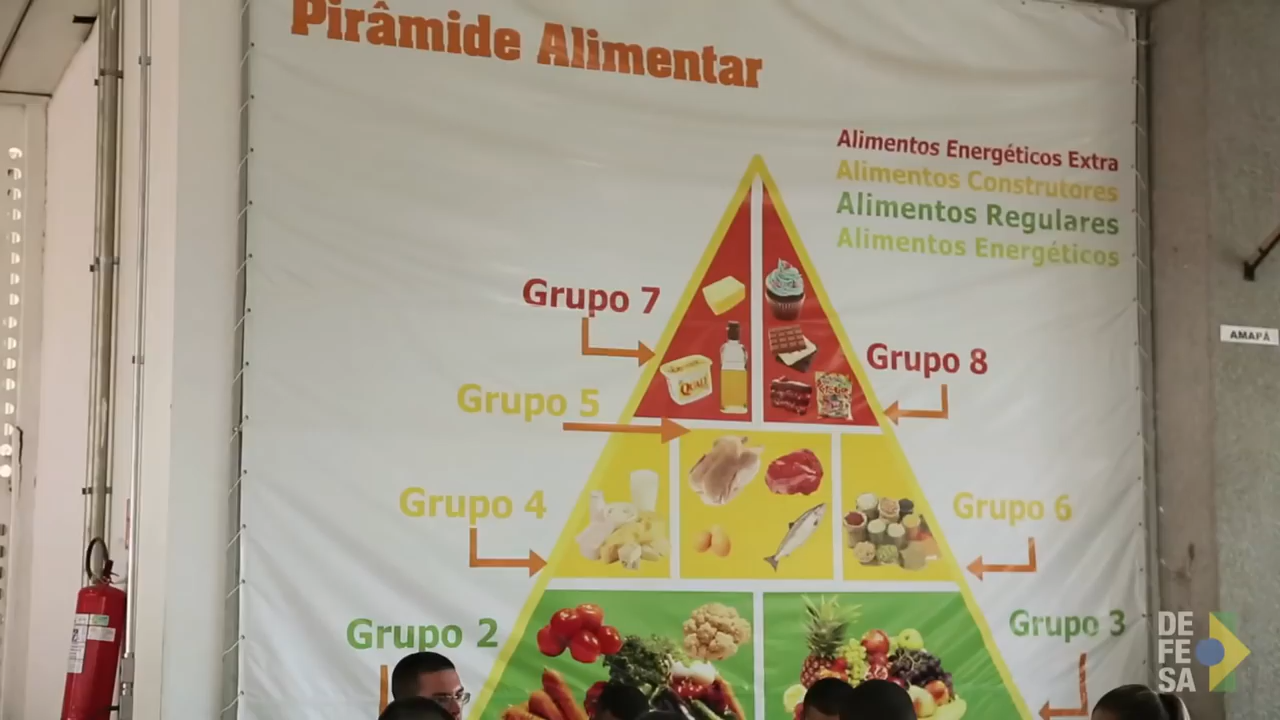 Pirâmide Alimentar
Alimentos Energéticos Extra
Alimentos Construtores
Alimentos Regulares
Alimentos Energéticos
Grupo 7
Grupo 8
AMAPÁ
Grupo 5
QUALY
Grupo 4
Grupo 6
Grupo 2
Grupo 3
DE
FE
SA